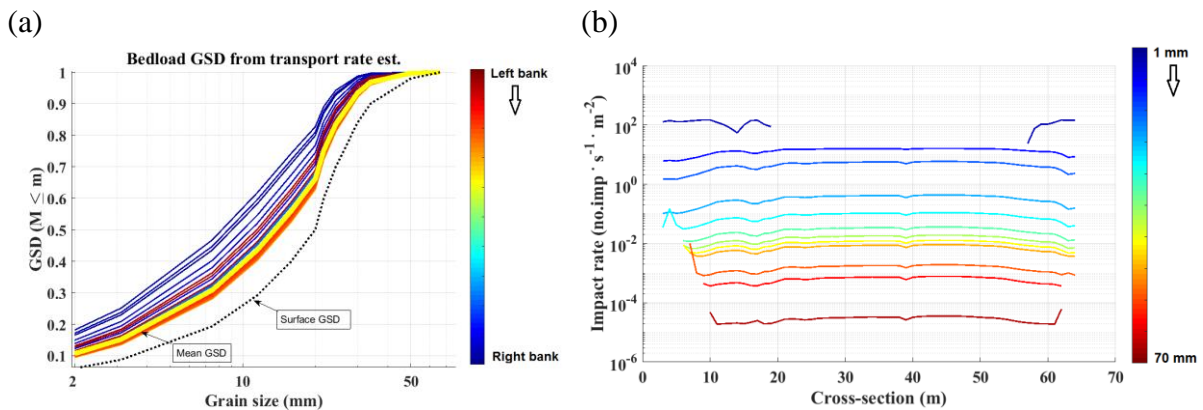 (a)
Bedload GSD from transport rate est.
1
0.9
0.8
0.7
0.6
0.5
0.4
0.3
0.2
0.1
GSD (M ≤ m)
2
10
50
Grain size (mm)
Surface GSD
Mean GSD
Left bank
Right bank
(b)
10^4
10^2
10^0
10^-2
10^-4
10^-6
Impact rate (no.imp · s^-1 · m^-2)
0
10
20
30
40
50
60
70
Cross-section (m)
1 mm
70 mm